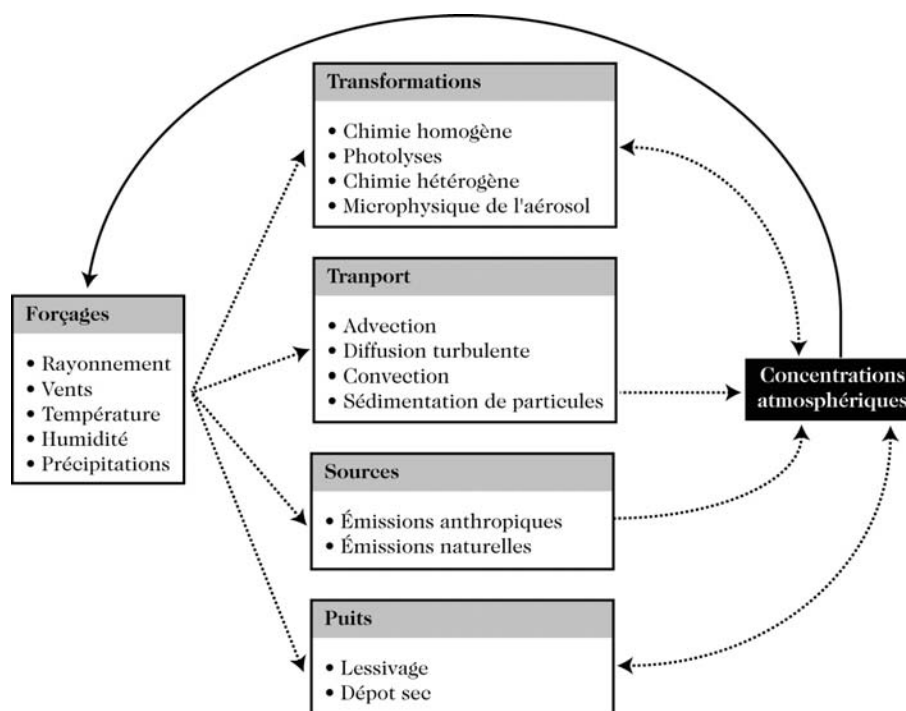 Transformations
• Chimie homogène
• Photolyses
• Chimie hétérogène
• Microphysique de l'aérosol
Forçages
• Rayonnement
• Vents
• Température
• Humidité
• Précipitations
Tranport
• Advection
• Diffusion turbulente
• Convection
• Sédimentation de particules
Concentrations
atmosphériques
Sources
• Émissions anthropiques
• Émissions naturelles
Puits
• Lessivage
• Dépot sec